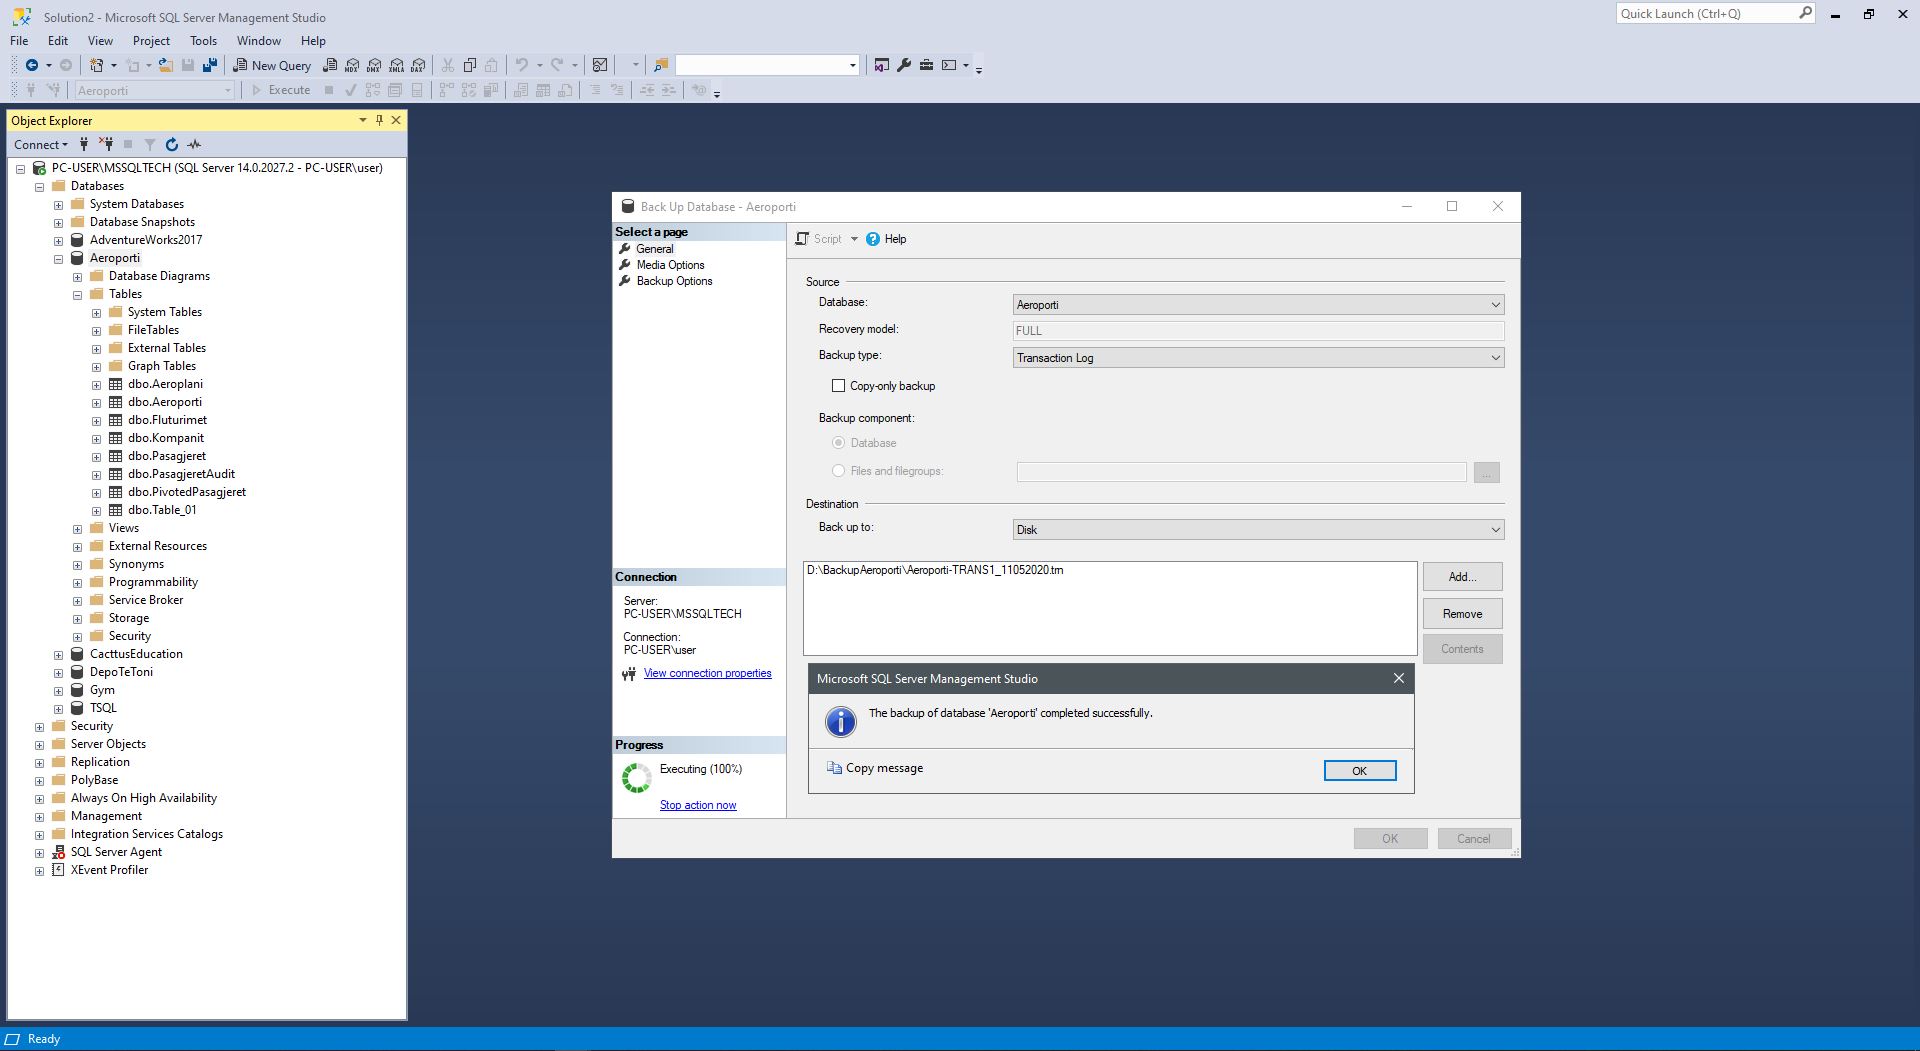 Solution2 - Microsoft SQL Server Management Studio
Quick Launch (Ctrl+Q)
File Edit View Project Tools Window Help
New Query MDX DMX XMLA DAX
Aeroporti Execute
Object Explorer
Connect
PC-USER\MSSQLTECH (SQL Server 14.0.2027.2 - PC-USER\user)
Databases
System Databases
Database Snapshots
AdventureWorks2017
Aeroporti
Database Diagrams
Tables
System Tables
FileTables
External Tables
Graph Tables
dbo.Aeroplani
dbo.Aeroporti
dbo.Fluturimet
dbo.Kompanit
dbo.Pasagjeret
dbo.PasagjeretAudit
dbo.PivotedPasagjeret
dbo.Table_01
Views
External Resources
Synonyms
Programmability
Service Broker
Storage
Security
CacttusEducation
DepoTeToni
Gym
TSQL
Security
Server Objects
Replication
PolyBase
Always On High Availability
Management
Integration Services Catalogs
SQL Server Agent
XEvent Profiler
Back Up Database - Aeroporti
Select a page
General
Media Options
Backup Options
Connection
Server:
PC-USER\MSSQLTECH
Connection:
PC-USER\user
View connection properties
Progress
Executing (100%)
Stop action now
Script Help
Source
Database: Aeroporti
Recovery model: FULL
Backup type: Transaction Log
Copy-only backup
Backup component:
Database
Files and filegroups: ...
Destination
Back up to: Disk
D:\BackupAeroporti\Aeroporti-TRANS1_11052020.trn
Add...
Remove
Contents
Microsoft SQL Server Management Studio
The backup of database 'Aeroporti' completed successfully.
Copy message OK
OK Cancel
Ready